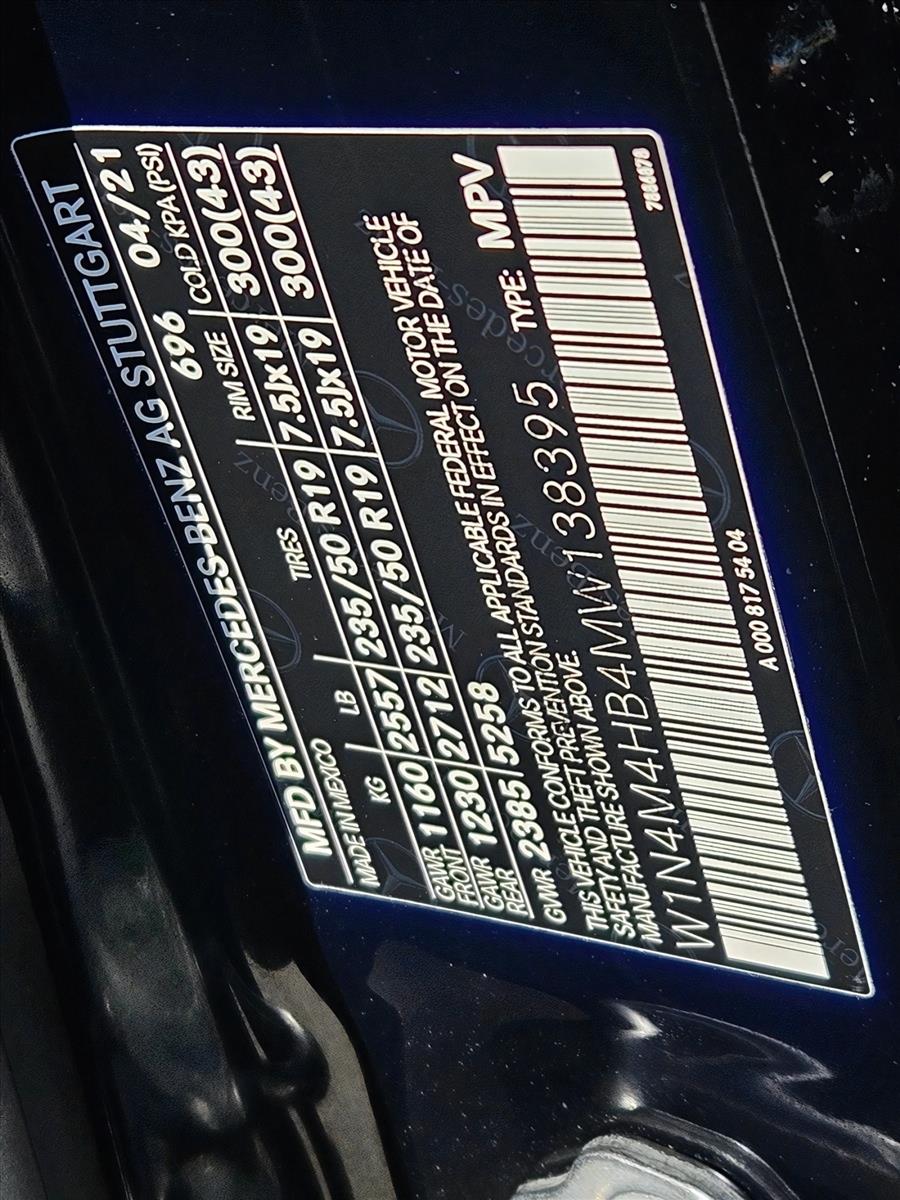 MFD BY MERCEDES-BENZ AG STUTTGART
MADE IN MEXICO 696 04/21
KG LB TIRES RIM SIZE COLD KPA(PSI)
GAWR FRONT 1160 2557 235/50 R19 7.5Jx19 300(43)
GAWR REAR 1230 2712 235/50 R19 7.5Jx19 300(43)
GVWR 2385 5258
THIS VEHICLE CONFORMS TO ALL APPLICABLE FEDERAL MOTOR VEHICLE
SAFETY AND THEFT PREVENTION STANDARDS IN EFFECT ON THE DATE OF
MANUFACTURE SHOWN ABOVE.
W1N4M4HB4MW138395 TYPE: MPV
A 000 817 54 04